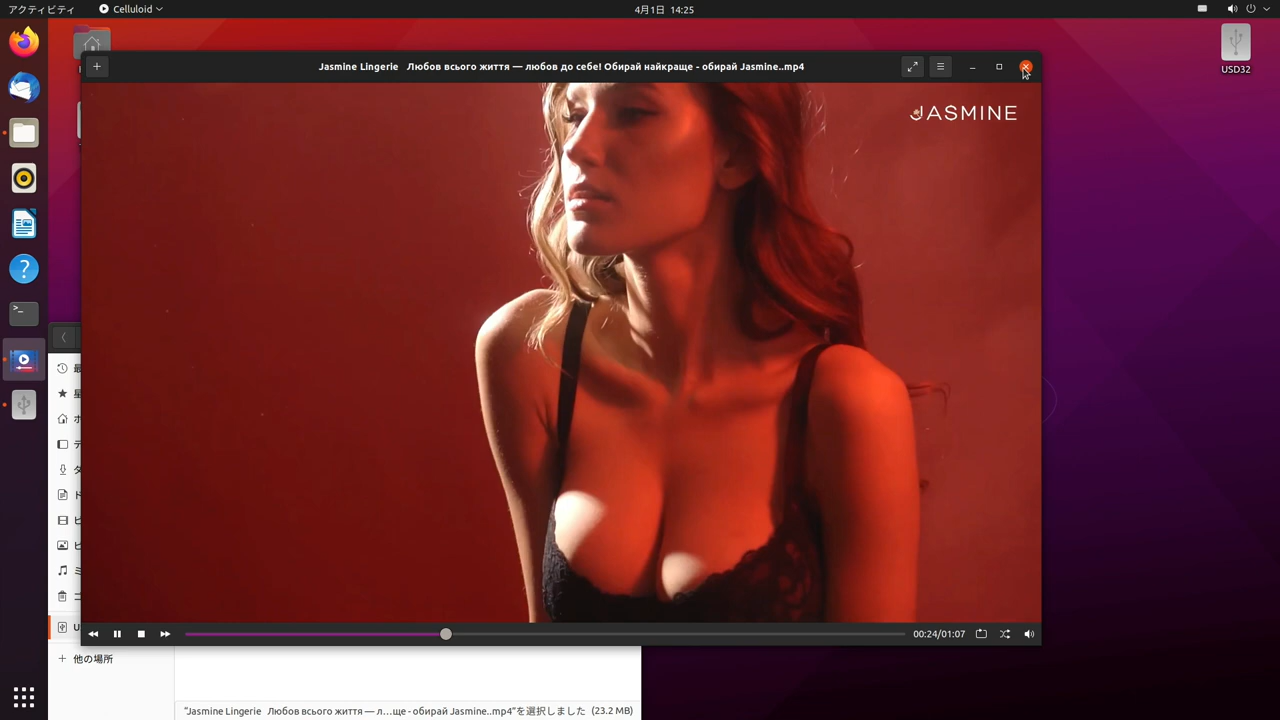 アクティビティ
Celluloid
4月1日 14:25
USD32
Jasmine Lingerie Любов всього життя — любов до себе! Обирай найкраще - обирай Jasmine..mp4
JASMINE
00:24/01:07
他の場所
"Jasmine Lingerie Любов всього життя — л…ще - обирай Jasmine..mp4"を選択しました (23.2 MB)